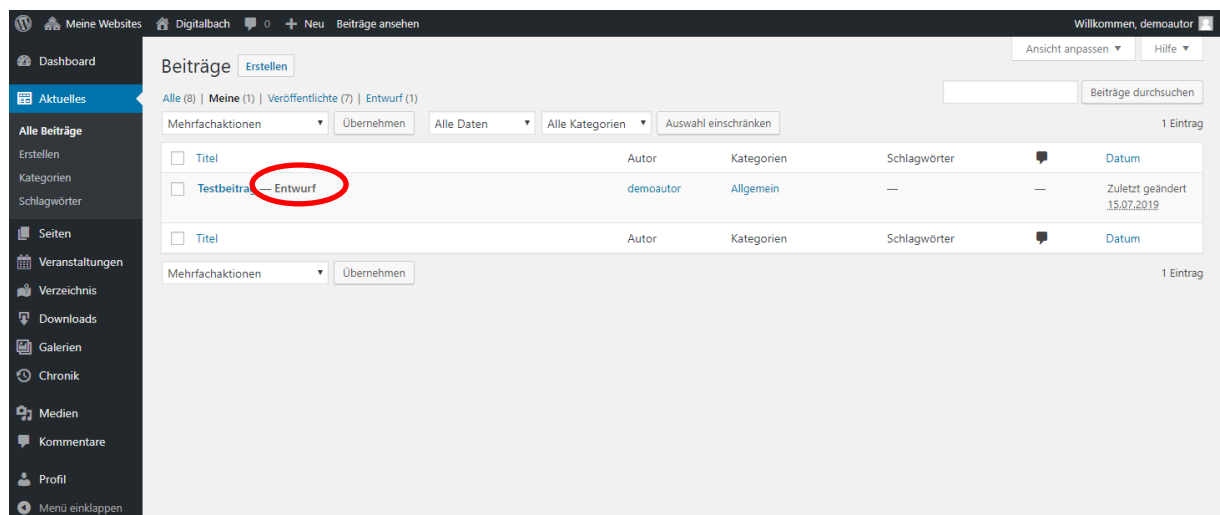 Meine Websites Digitalbach 0 + Neu Beiträge ansehen Willkommen, demoautor
Ansicht anpassen ▼ Hilfe ▼
Dashboard
Beiträge Erstellen
Aktuelles
Alle (8) | Meine (1) | Veröffentlichte (7) | Entwurf (1) Beiträge durchsuchen
Alle Beiträge
Mehrfachaktionen ▼ Übernehmen Alle Daten ▼ Alle Kategorien ▼ Auswahl einschränken 1 Eintrag
Erstellen
Titel Autor Kategorien Schlagwörter Datum
Kategorien
Testbeitrag — Entwurf demoautor Allgemein — — Zuletzt geändert
Schlagwörter
15.07.2019
Seiten
Titel Autor Kategorien Schlagwörter Datum
Veranstaltungen
Mehrfachaktionen ▼ Übernehmen 1 Eintrag
Verzeichnis
Downloads
Galerien
Chronik
Medien
Kommentare
Profil
Menü einklappen